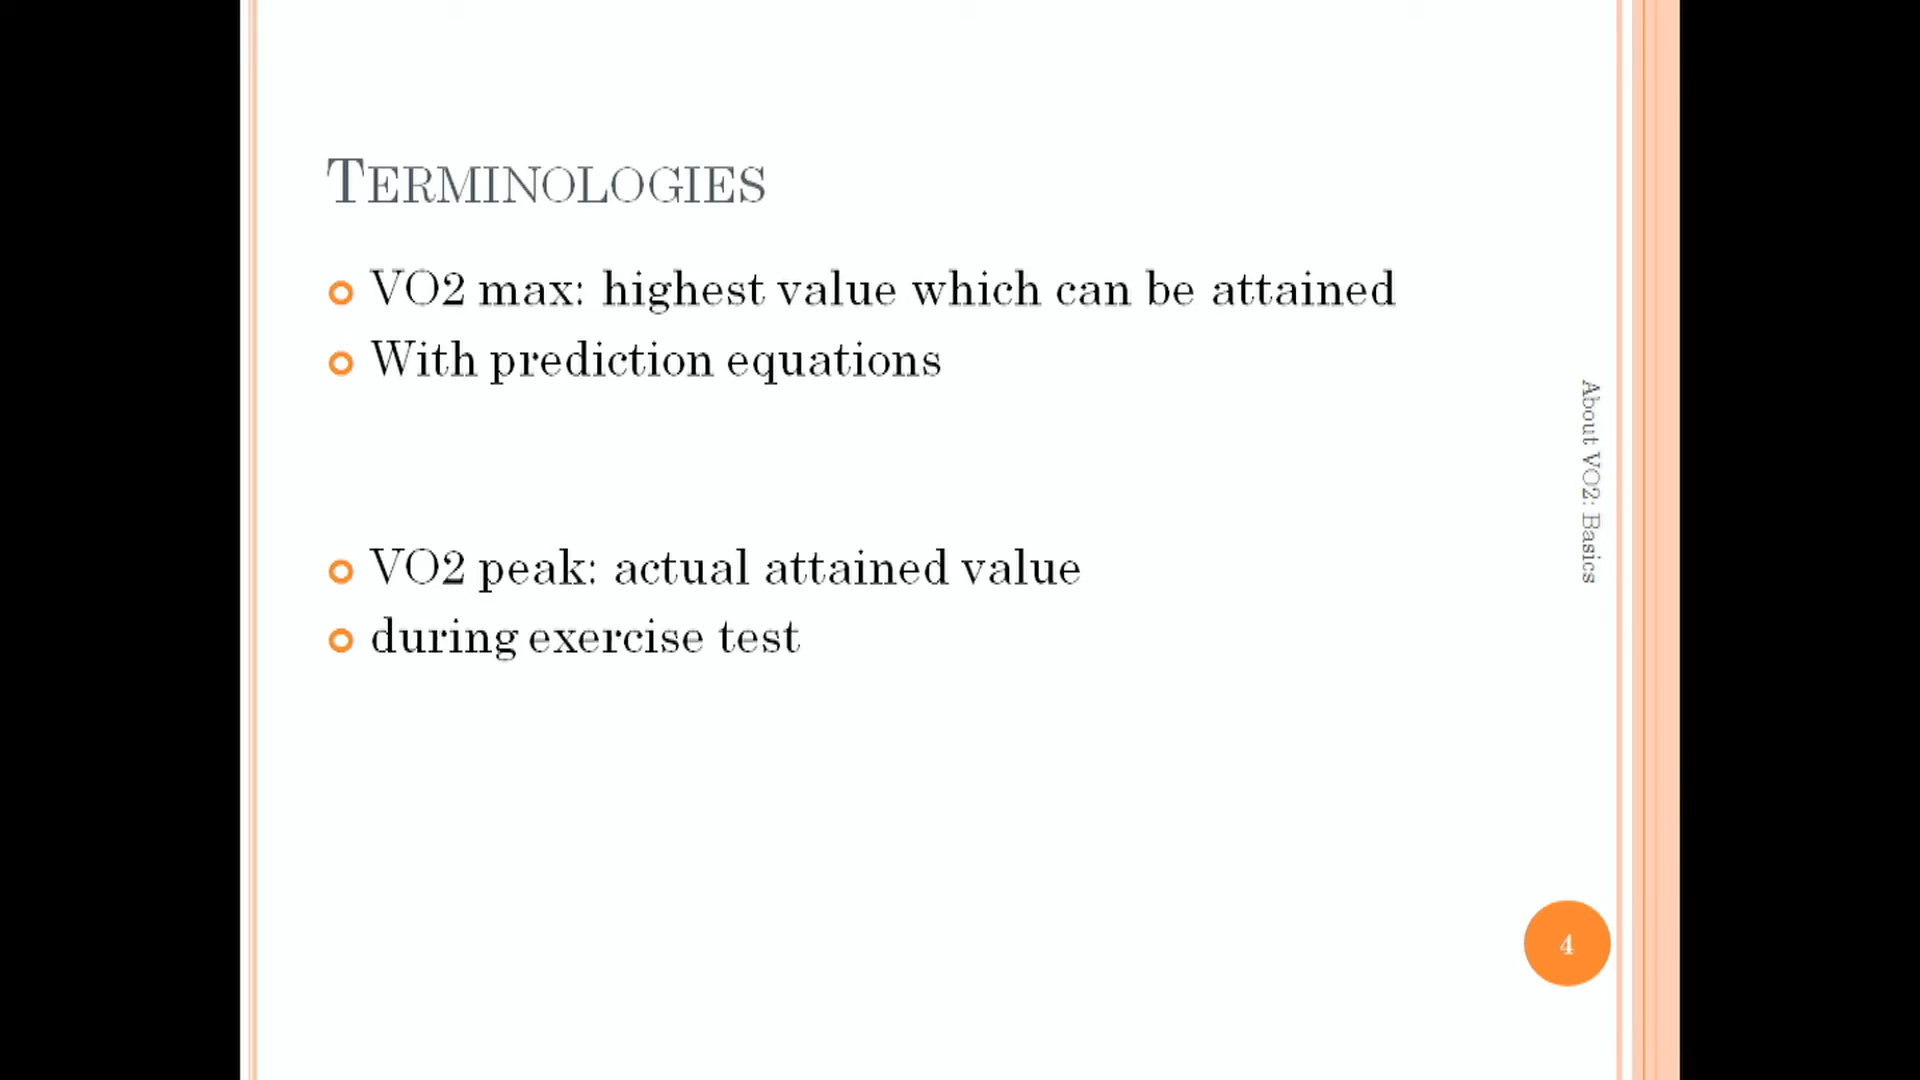 TERMINOLOGIES
VO2 max: highest value which can be attained
With prediction equations
VO2 peak: actual attained value
during exercise test
About VO2: Basics
4